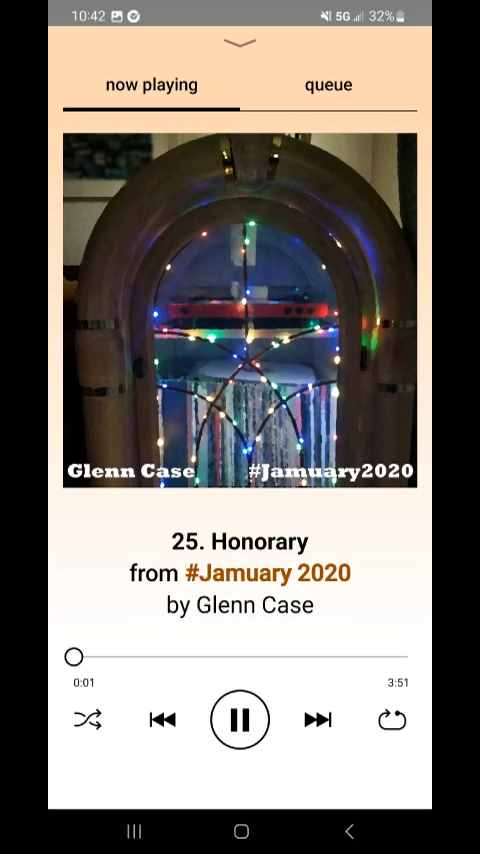 10:42 5G 32%
now playing queue
Glenn Case #Jamuary2020
25. Honorary
from #Jamuary 2020
by Glenn Case
0:01 3:51